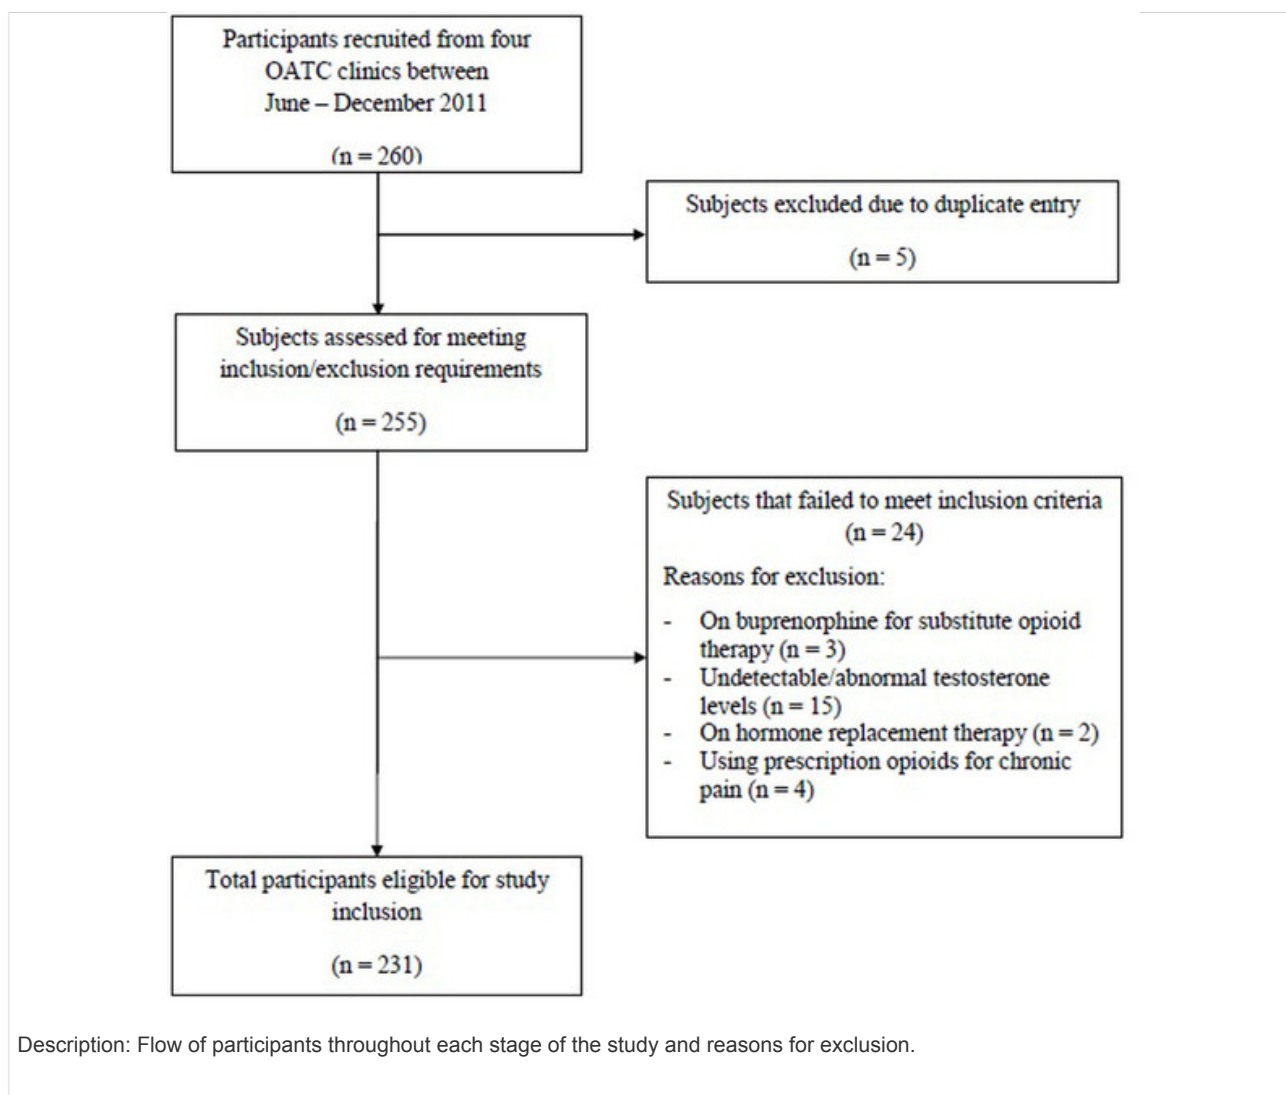 Participants recruited from four
OATC clinics between
June – December 2011
(n = 260)
Subjects excluded due to duplicate entry
(n = 5)
Subjects assessed for meeting
inclusion/exclusion requirements
(n = 255)
Subjects that failed to meet inclusion criteria
(n = 24)
Reasons for exclusion:
- On buprenorphine for substitute opioid
therapy (n = 3)
- Undetectable/abnormal testosterone
levels (n = 15)
- On hormone replacement therapy (n = 2)
- Using prescription opioids for chronic
pain (n = 4)
Total participants eligible for study
inclusion
(n = 231)
Description: Flow of participants throughout each stage of the study and reasons for exclusion.